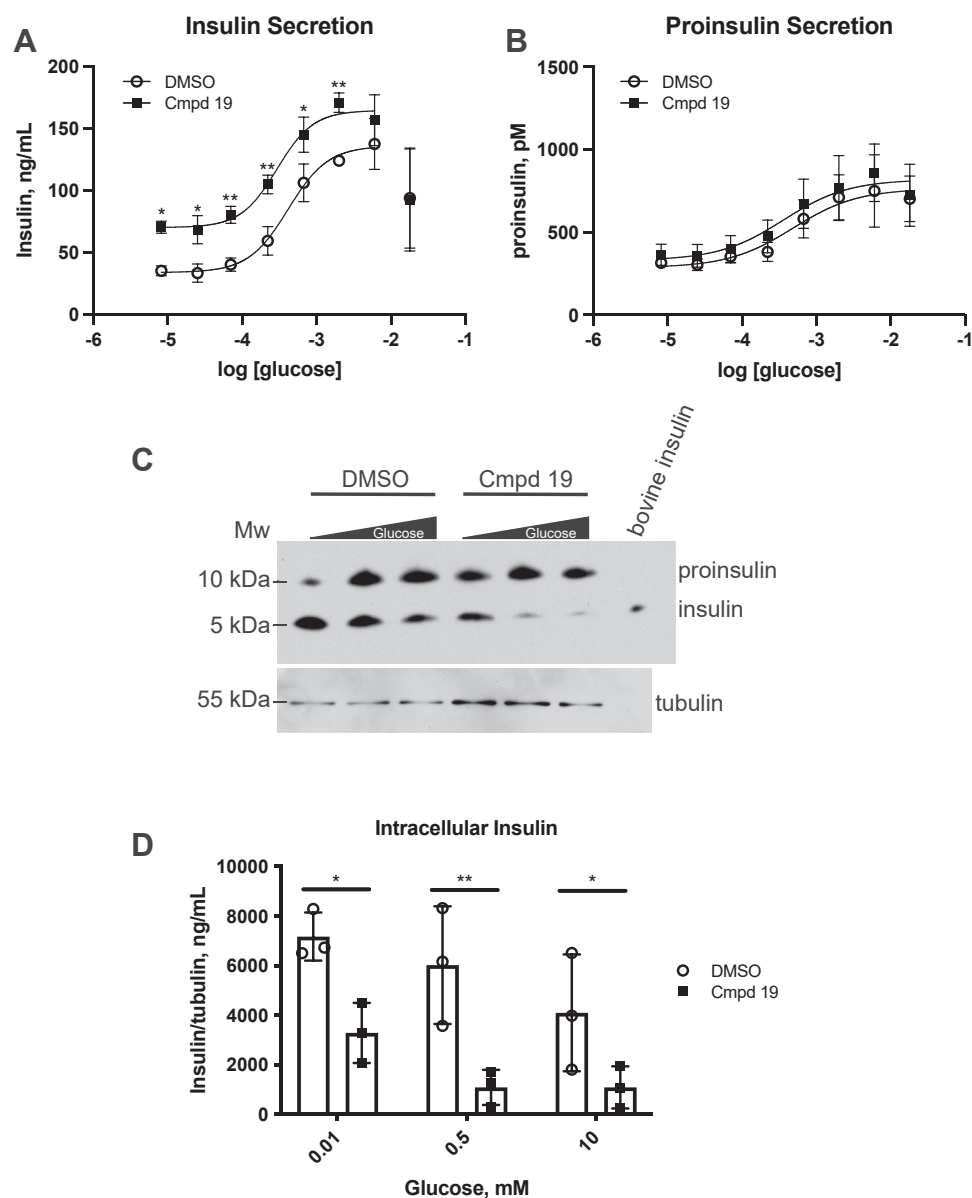 A
Insulin Secretion
DMSO
Cmpd 19
Insulin, ng/mL
200
150
100
50
0
* * ** ** * **
-6 -5 -4 -3 -2 -1
log [glucose]
B
Proinsulin Secretion
DMSO
Cmpd 19
proinsulin, pM
1500
1000
500
0
-6 -5 -4 -3 -2 -1
log [glucose]
C
DMSO
Cmpd 19
bovine insulin
Mw
Glucose
Glucose
10 kDa
proinsulin
5 kDa
insulin
55 kDa
tubulin
D
Intracellular Insulin
Insulin/tubulin, ng/mL
10000
8000
6000
4000
2000
0
* ** *
DMSO
Cmpd 19
0.01 0.5 10
Glucose, mM